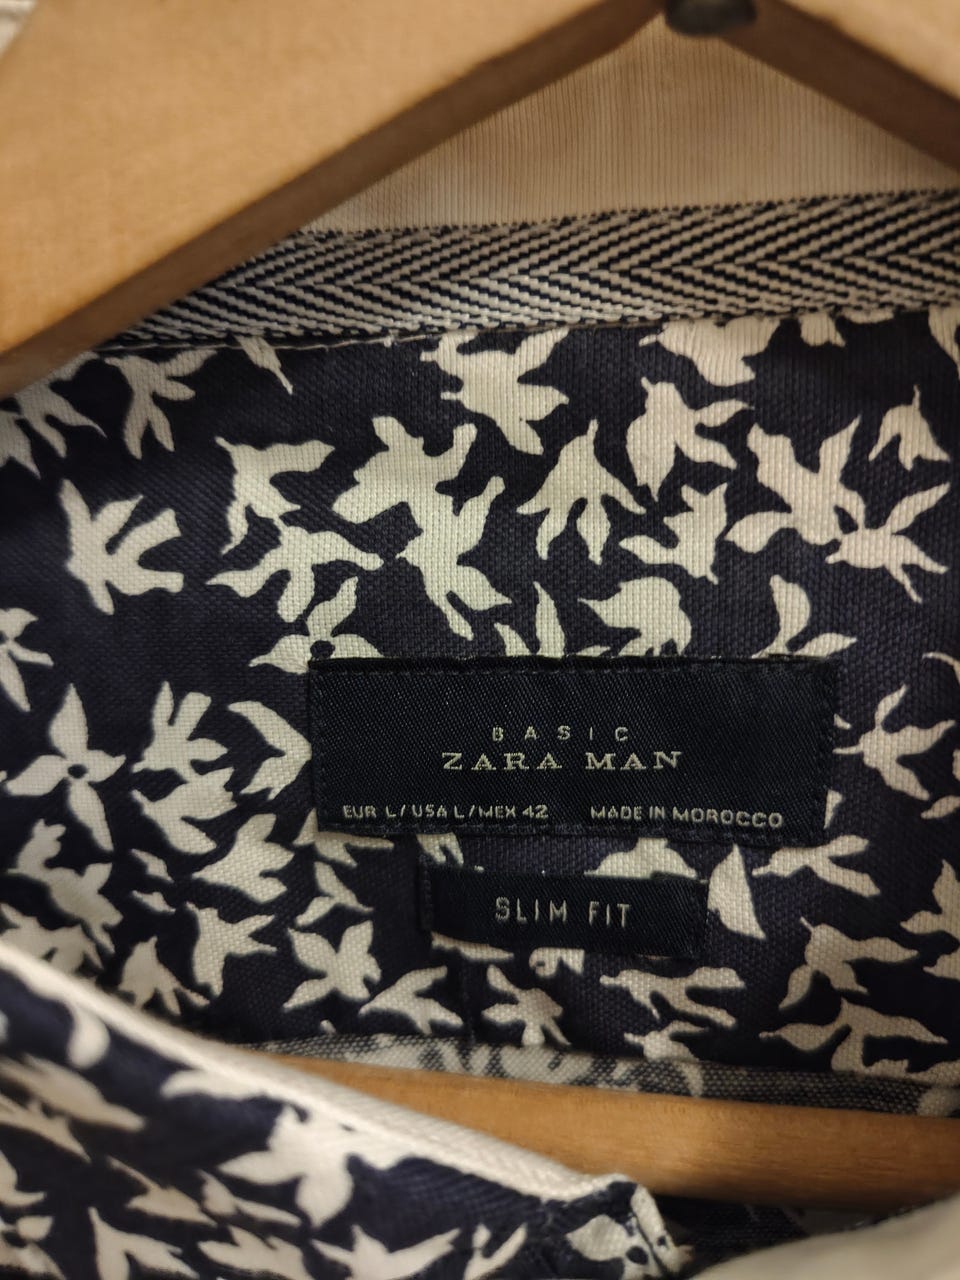 BASIC
ZARA MAN
EUR L/USA L/MEX 42 MADE IN MOROCCO
SLIM FIT